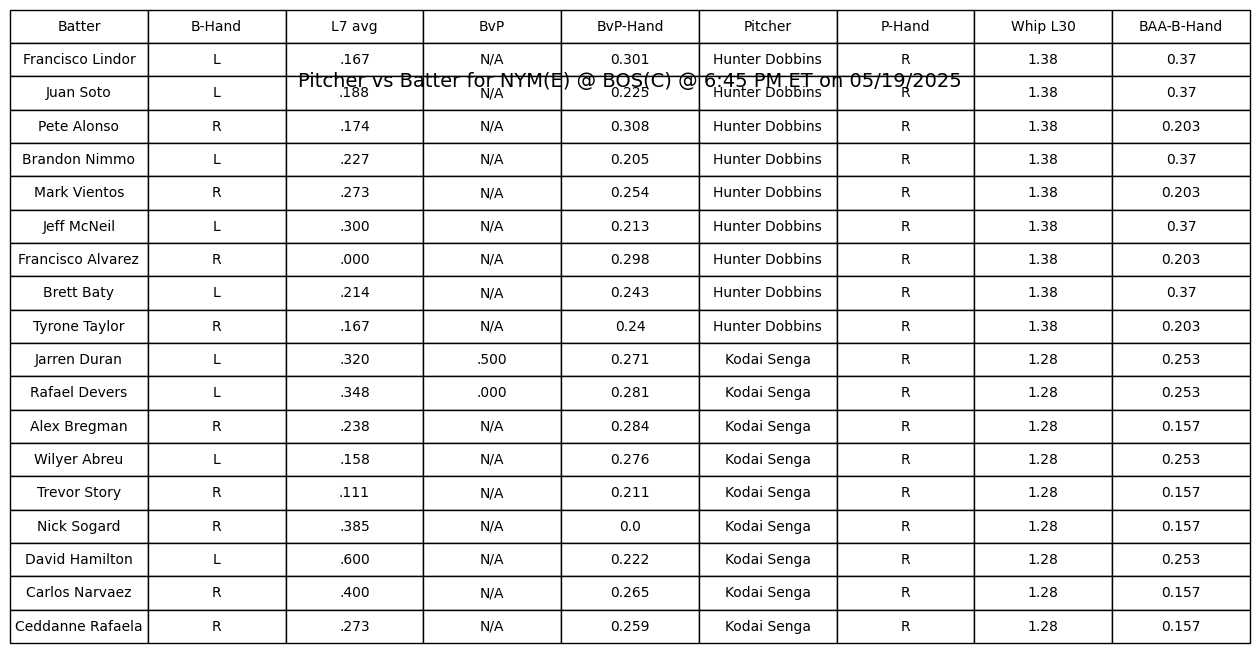 Batter B-Hand L7 avg BvP BvP-Hand Pitcher P-Hand Whip L30 BAA-B-Hand
Francisco Lindor L .167 N/A 0.301 Hunter Dobbins R 1.38 0.37
Pitcher vs Batter for NYM(E) @ BOS(C) @ 6:45 PM ET on 05/19/2025
Juan Soto L .188 N/A 0.225 Hunter Dobbins R 1.38 0.37
Pete Alonso R .174 N/A 0.308 Hunter Dobbins R 1.38 0.203
Brandon Nimmo L .227 N/A 0.205 Hunter Dobbins R 1.38 0.37
Mark Vientos R .273 N/A 0.254 Hunter Dobbins R 1.38 0.203
Jeff McNeil L .300 N/A 0.213 Hunter Dobbins R 1.38 0.37
Francisco Alvarez R .000 N/A 0.298 Hunter Dobbins R 1.38 0.203
Brett Baty L .214 N/A 0.243 Hunter Dobbins R 1.38 0.37
Tyrone Taylor R .167 N/A 0.24 Hunter Dobbins R 1.38 0.203
Jarren Duran L .320 .500 0.271 Kodai Senga R 1.28 0.253
Rafael Devers L .348 .000 0.281 Kodai Senga R 1.28 0.253
Alex Bregman R .238 N/A 0.284 Kodai Senga R 1.28 0.157
Wilyer Abreu L .158 N/A 0.276 Kodai Senga R 1.28 0.253
Trevor Story R .111 N/A 0.211 Kodai Senga R 1.28 0.157
Nick Sogard R .385 N/A 0.0 Kodai Senga R 1.28 0.157
David Hamilton L .600 N/A 0.222 Kodai Senga R 1.28 0.253
Carlos Narvaez R .400 N/A 0.265 Kodai Senga R 1.28 0.157
Ceddanne Rafaela R .273 N/A 0.259 Kodai Senga R 1.28 0.157